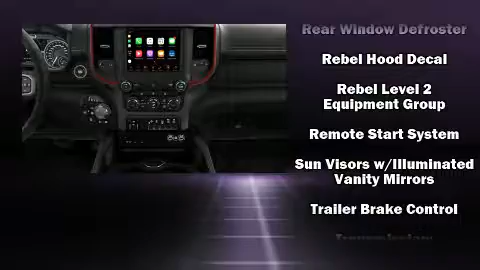 Rear Window Defroster
Rebel Hood Decal
Rebel Level 2
Equipment Group
Remote Start System
Sun Visors w/Illuminated
Vanity Mirrors
Trailer Brake Control